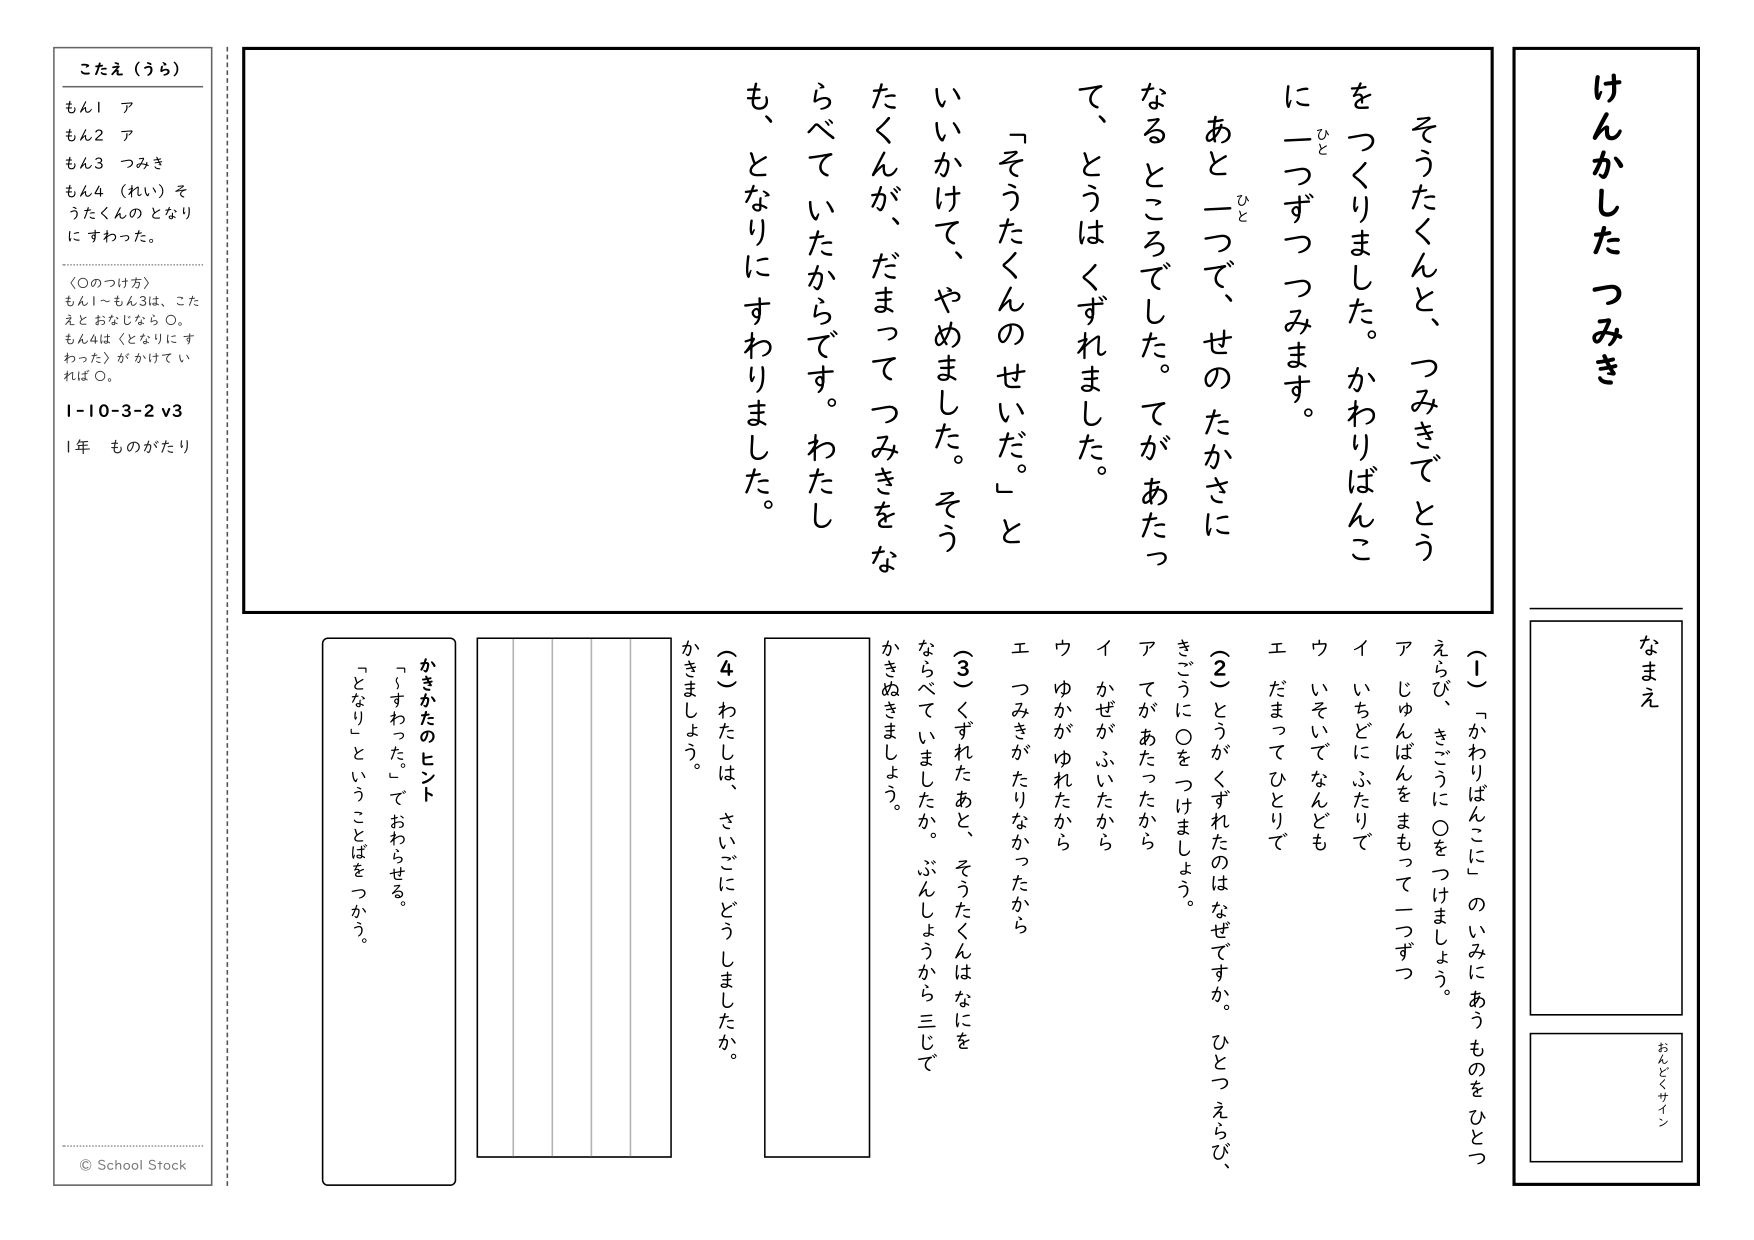 けんかした つみき
なまえ
おんどくサイン
そうたくんと、つみきで とう
を つくりました。かわりばんこ
に 一つずつ つみます。
ひと
あと 一つで、せの たかさに
ひと
なる ところでした。てが あたっ
て、とうは くずれました。
「そうたくんの せいだ。」と
いいかけて、やめました。そう
たくんが、だまって つみきを な
らべて いたからです。わたし
も、となりに すわりました。
(1)「かわりばんこに」 の いみに あう ものを ひとつ
えらび、きごうに ○を つけましょう。
ア じゅんばんを まもって 一つずつ
イ いちどに ふたりで
ウ いそいで なんども
エ だまって ひとりで
(2) とうが くずれたのは なぜですか。 ひとつ えらび、
きごうに ○を つけましょう。
ア てが あたったから
イ かぜが ふいたから
ウ ゆかが ゆれたから
エ つみきが たりなかったから
(3) くずれた あと、そうたくんは なにを
ならべて いましたか。ぶんしょうから 三じで
かきぬきましょう。
(4) わたしは、さいごに どう しましたか。
かきましょう。
かきかたの ヒント
「〜すわった。」で おわらせる。
「となり」と いう ことばを つかう。
こたえ（うら）
もん1 ア
もん2 ア
もん3 つみき
もん4 （れい）そ
うたくんの となり
に すわった。
〈○のつけ方〉
もん1～もん3は、こた
えと おなじなら ○。
もん4は〈となりに す
わった〉が かけて い
れば ○。
1-10-3-2 v3
1年 ものがたり
© School Stock